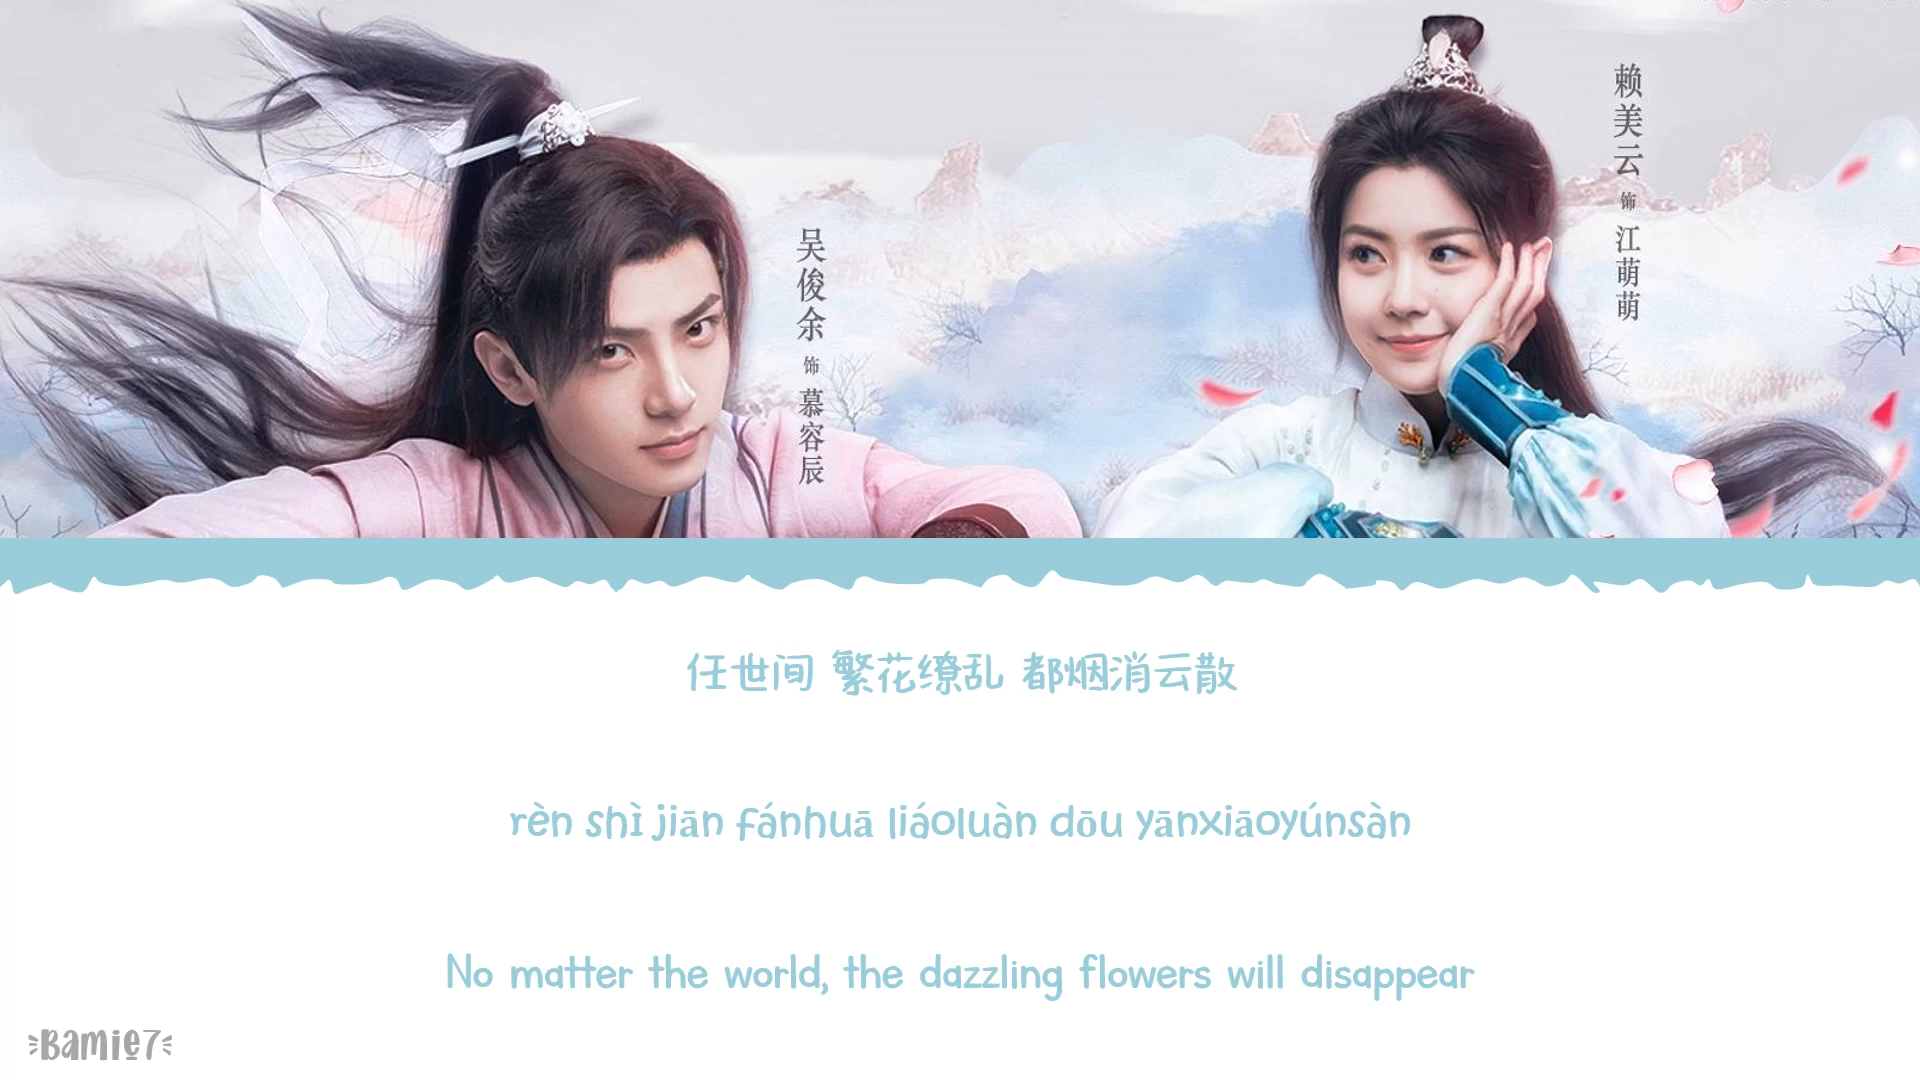 吴俊余 饰 慕容辰
赖美云 饰 江萌萌
任世间 繁花缭乱 都烟消云散
rèn shì jiān fánhuā liáoluàn dōu yānxiāoyúnsàn
No matter the world, the dazzling flowers will disappear
Bamie7